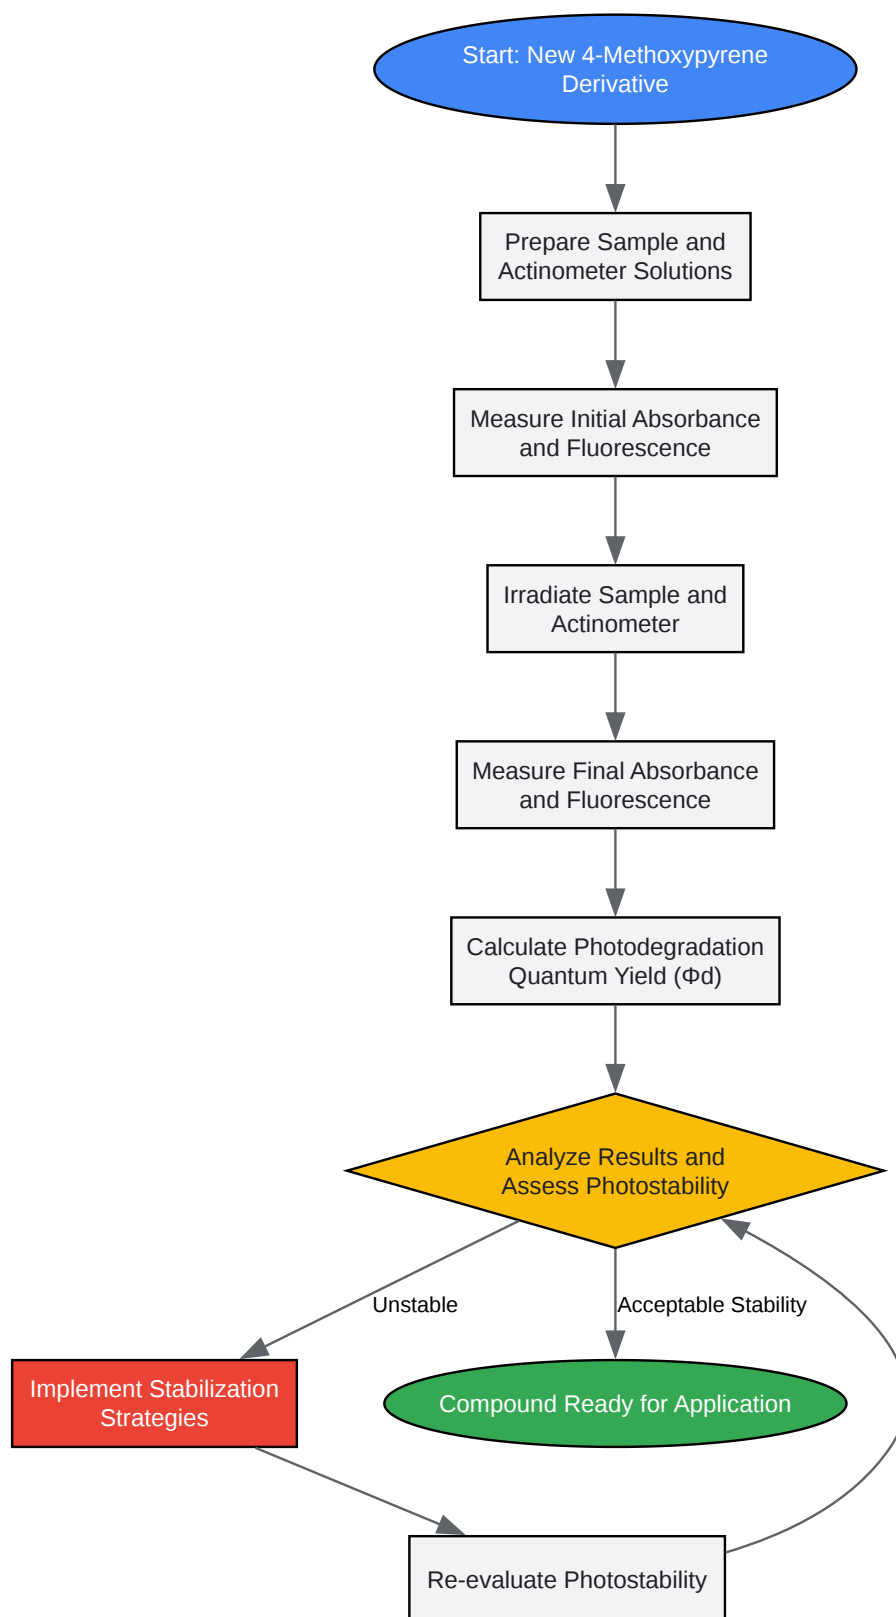 Start: New 4-Methoxypyrene
Derivative
Prepare Sample and
Actinometer Solutions
Measure Initial Absorbance
and Fluorescence
Irradiate Sample and
Actinometer
Measure Final Absorbance
and Fluorescence
Calculate Photodegradation
Quantum Yield (Φd)
Analyze Results and
Assess Photostability
Unstable
Acceptable Stability
Implement Stabilization
Strategies
Compound Ready for Application
Re-evaluate Photostability